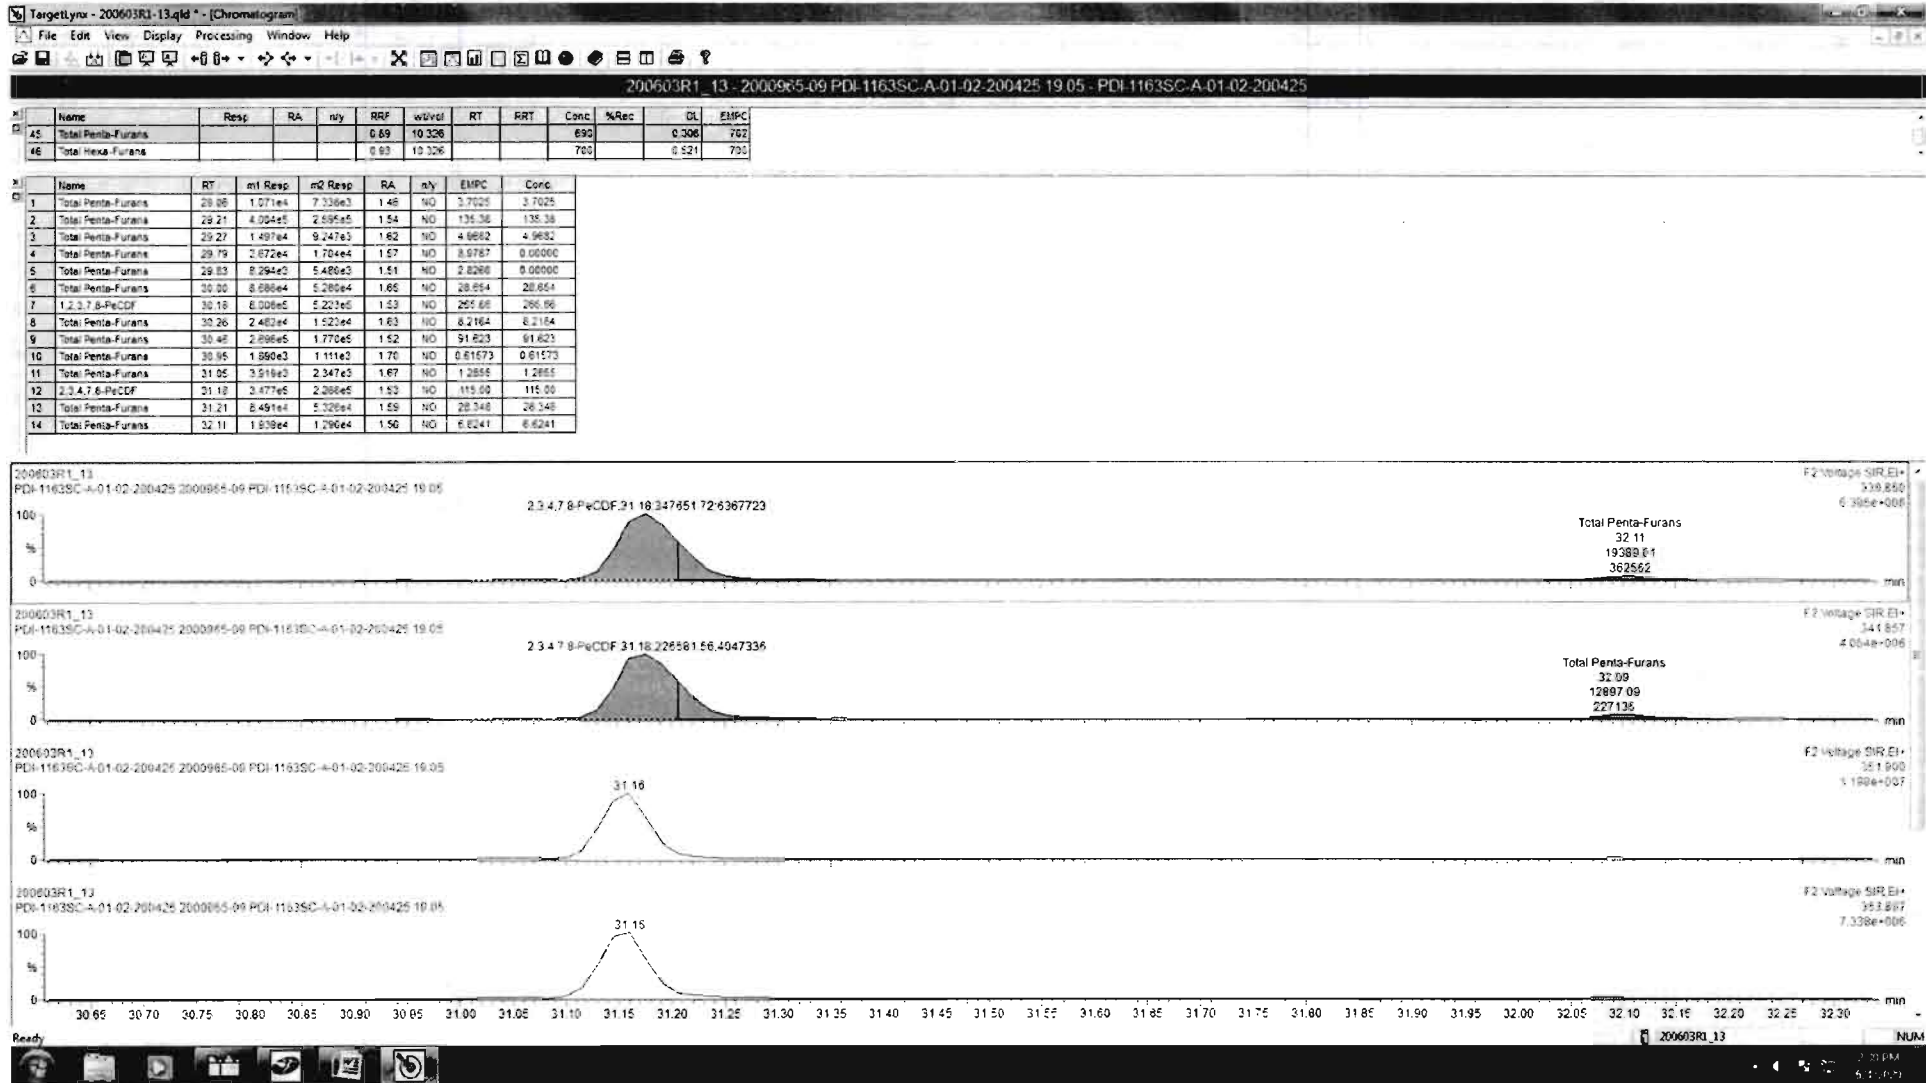 TargetLynx - 200603R1-13.qld * - [Chromatogram]
File Edit View Display Processing Window Help
200603R1_13 - 2000965-09 PDI-1163SC-A-01-02-200425 19.05 - PDI-1163SC-A-01-02-200425
Name Resp RA n/y RRF wt/vol RT RRT Conc %Rec DL EMPC
45 Total Penta-Furans 0.89 10.326 690 0.306 702
46 Total Hexa-Furans 0.93 10.326 0.521
Name RT m1 Resp m2 Resp RA n/y EMPC Conc
1 Total Penta-Furans 29.06 1.071e4 7.336e3 1.46 NO 3.7025 3.7025
2 Total Penta-Furans 29.21 1.54 NO 135.38 135.38
3 Total Penta-Furans 29.27 1.497e4 9.247e3 1.62 NO 4.9682 4.9682
4 Total Penta-Furans 29.79 2.672e4 1.704e4 1.57 NO 8.9767 0.00000
5 Total Penta-Furans 29.83 8.294e3 5.486e3 1.51 NO 2.8266 0.00000
6 Total Penta-Furans 30.00 8.686e4 5.260e4 1.65 NO 28.654 28.654
7 1,2,3,7,8-PeCDF 30.18 8.006e5 5.223e5 1.53 NO 265.66 265.66
8 Total Penta-Furans 30.26 2.482e4 1.523e4 1.63 NO 8.2164 8.2164
9 Total Penta-Furans 30.46 1.770e5 1.52 NO 91.623 91.623
10 Total Penta-Furans 30.95 1.890e3 1.111e3 1.70 NO 0.61573 0.61573
11 Total Penta-Furans 31.05 3.919e3 2.347e3 1.67 NO 1.2855 1.2855
12 2,3,4,7,8-PeCDF 31.18 3.477e5 2.266e5 1.53 NO 115.00 115.00
13 Total Penta-Furans 31.21 8.491e4 5.326e4 1.59 NO 28.346 28.346
14 Total Penta-Furans 32.11 1.939e4 1.290e4 1.50 NO 6.6241 6.6241
200603R1_13
F2:Voltage SIR,EI+
PDI-1163SC-A-01-02-200425 2000965-09 PDI-1163SC-A-01-02-200425 19.05
339.860
100
%
0
2,3,4,7,8-PeCDF;31.18;347651.72;6367723
Total Penta-Furans
32.11
19389.61
362562
min
200603R1_13
F2:Voltage SIR,EI+
PDI-1163SC-A-01-02-200425 2000965-09 PDI-1163SC-A-01-02-200425 19.05
341.857
4.054e+006
100
%
0
2,3,4,7,8-PeCDF;31.18;226581.56;4047336
Total Penta-Furans
32.09
12897.09
227136
min
200603R1_13
F2:Voltage SIR,EI+
PDI-1163SC-A-01-02-200425 2000965-09 PDI-1163SC-A-01-02-200425 19.05
351.900
100
%
0
31.16
min
200603R1_13
F2:Voltage SIR,EI+
PDI-1163SC-A-01-02-200425 2000965-09 PDI-1163SC-A-01-02-200425 19.05
353.897
7.338e+006
100
%
0
31.15
min
30.65 30.70 30.75 30.80 30.85 30.90 30.95 31.00 31.05 31.10 31.15 31.20 31.25 31.30 31.35 31.40 31.45 31.50 31.55 31.60 31.65 31.70 31.75 31.80 31.85 31.90 31.95 32.00 32.05 32.10 32.15 32.20 32.25 32.30
Ready
200603R1_13
NUM